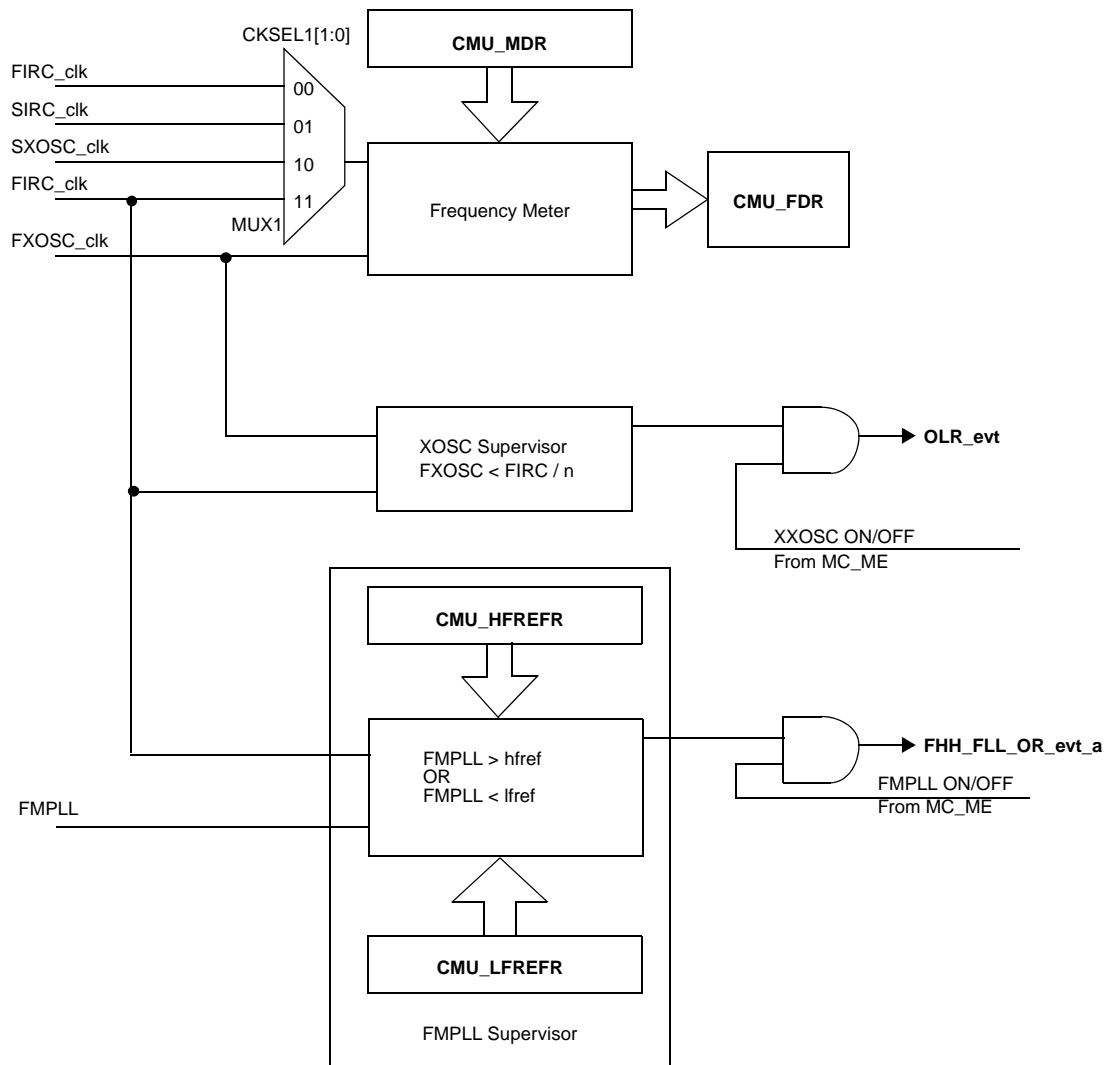 CKSEL1[1:0]
CMU_MDR
FIRC_clk
00
SIRC_clk
01
SXOSC_clk
10
FIRC_clk
11
MUX1
FXOSC_clk
Frequency Meter
CMU_FDR
XOSC Supervisor
FXOSC < FIRC / n
OLR_evt
XXOSC ON/OFF
From MC_ME
CMU_HFREFR
FMPLL > hfref
OR
FMPLL < lfref
FHH_FLL_OR_evt_a
FMPLL ON/OFF
From MC_ME
FMPLL
CMU_LFREFR
FMPLL Supervisor